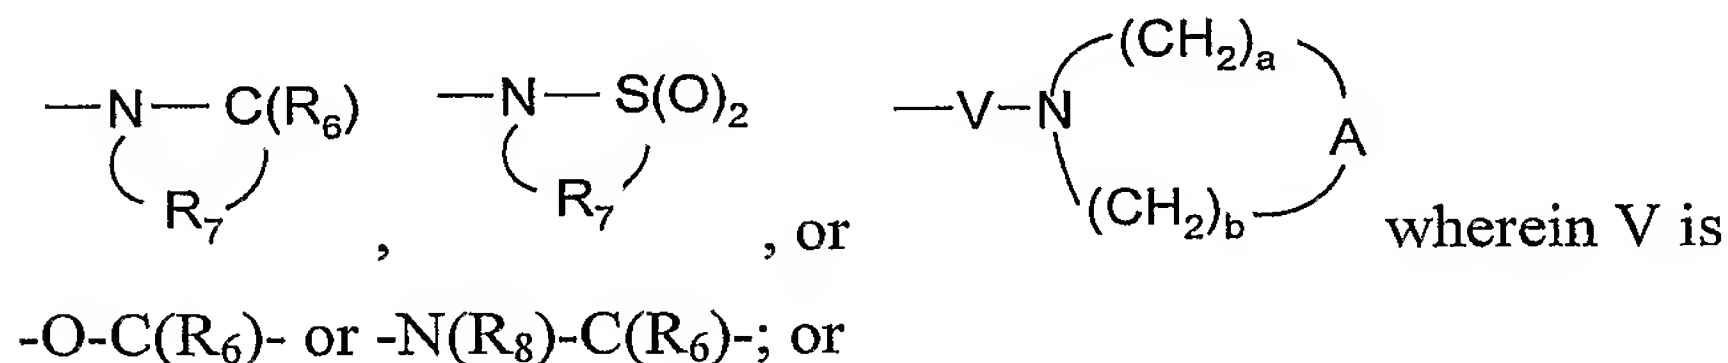 (CH₂)ₐ
—N—C(R₆) —N—S(O)₂ —V—N A
R₇ R₇ (CH₂)b
, , or wherein V is
-O-C(R₆)- or -N(R₈)-C(R₆)-; or